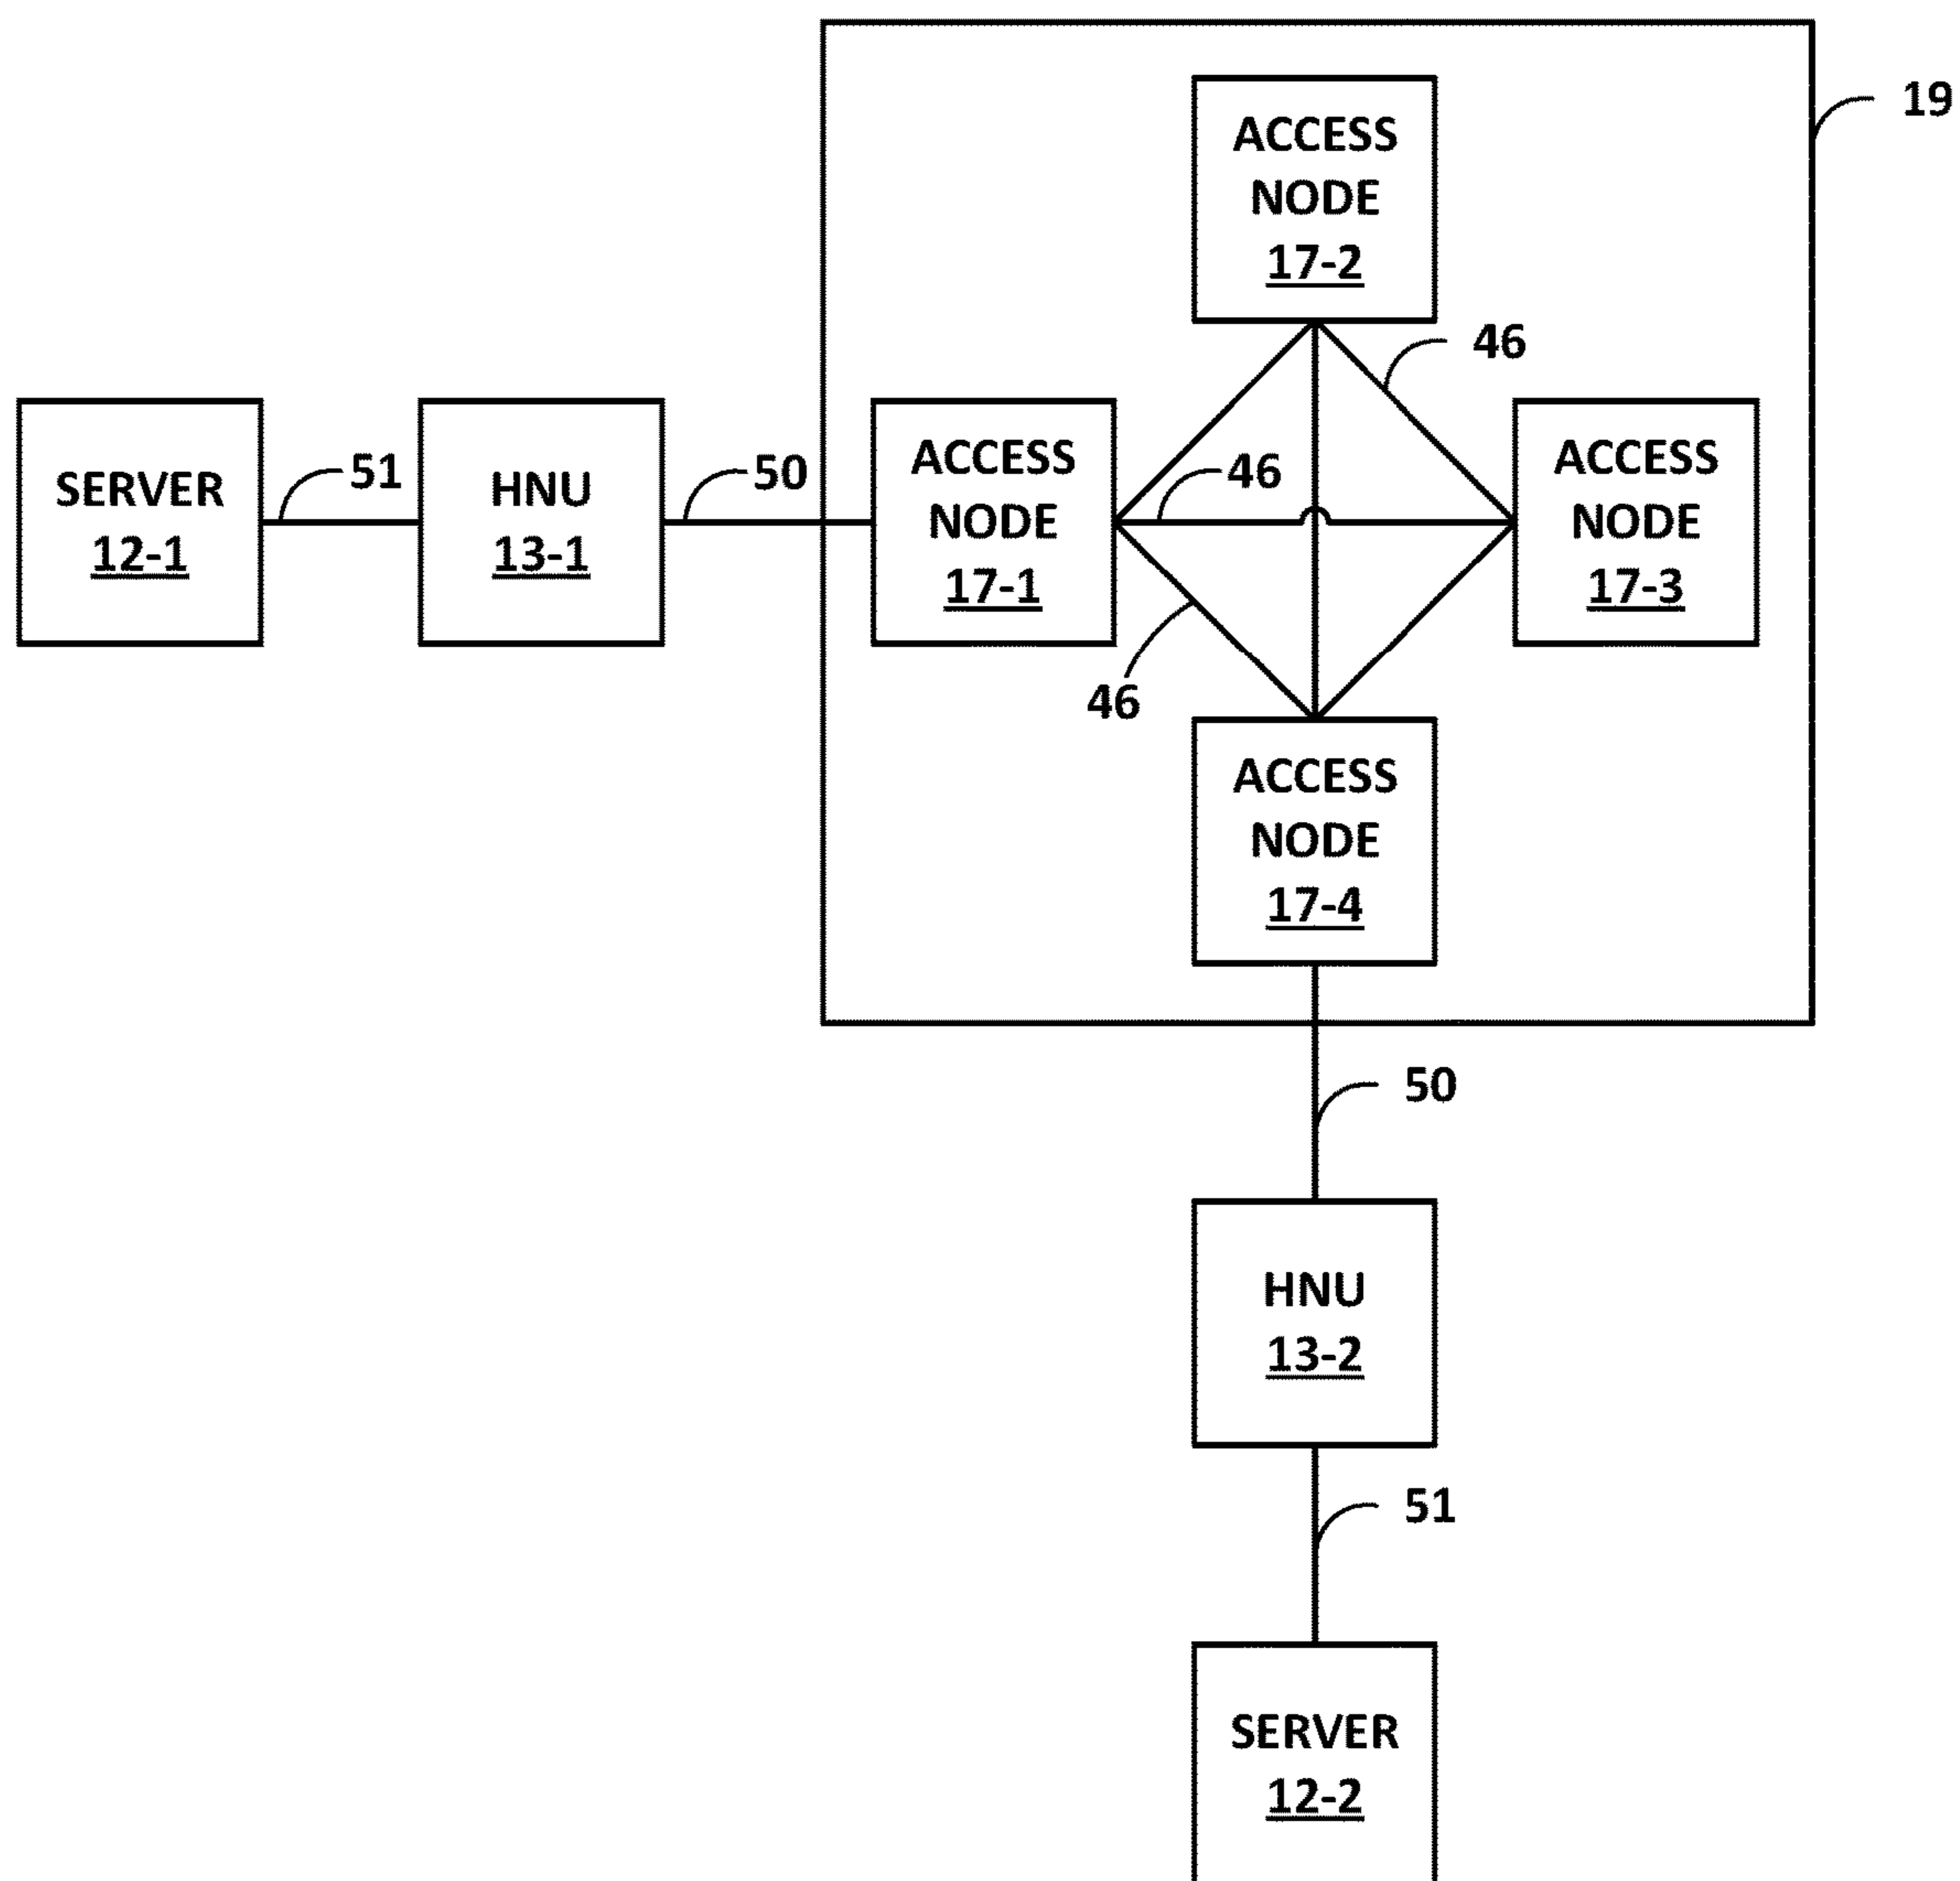 19
ACCESS
NODE
17-2
46
SERVER
12-1
51
HNU
13-1
50
ACCESS
NODE
17-1
46
ACCESS
NODE
17-3
46
ACCESS
NODE
17-4
50
HNU
13-2
51
SERVER
12-2